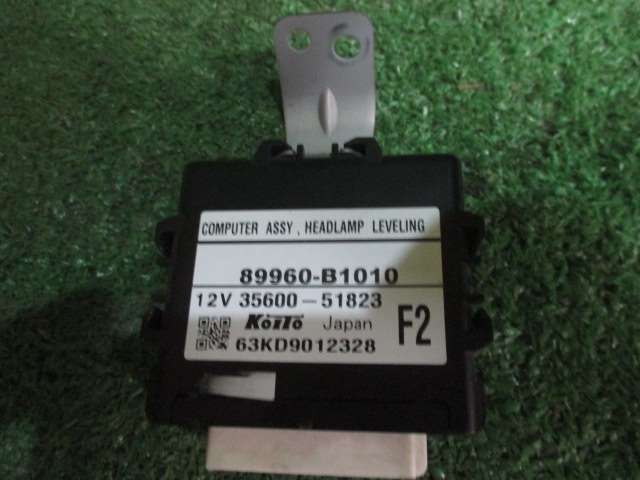 COMPUTER ASSY , HEADLAMP LEVELING
89960-B1010
12V 35600-51823
KOITO Japan F2
63KD9012328